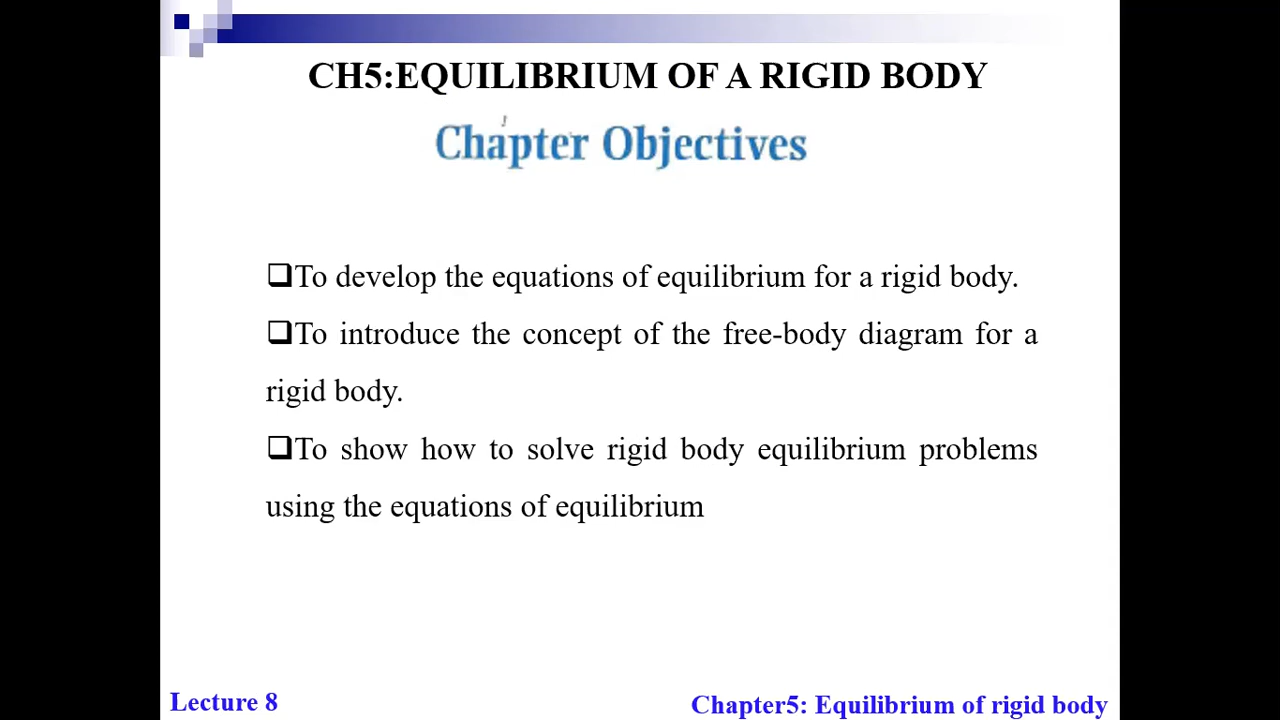 CH5:EQUILIBRIUM OF A RIGID BODY
Chapter Objectives
❑To develop the equations of equilibrium for a rigid body.
❑To introduce the concept of the free-body diagram for a
rigid body.
❑To show how to solve rigid body equilibrium problems
using the equations of equilibrium
Lecture 8
Chapter5: Equilibrium of rigid body